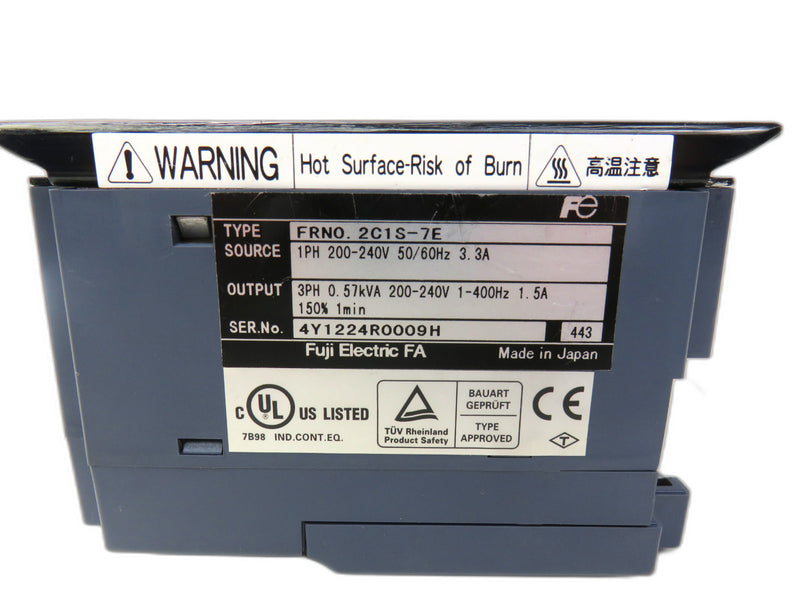 WARNING Hot Surface-Risk of Burn 高温注意
Fe
TYPE FRN0.2C1S-7E
SOURCE 1PH 200-240V 50/60Hz 3.3A
OUTPUT 3PH 0.57kVA 200-240V 1-400Hz 1.5A
150% 1min
SER.No. 4Y1224R0009H 443
Fuji Electric FA Made in Japan
C UL US LISTED
7B98 IND.CONT.EQ.
TÜV Rheinland
Product Safety
BAUART
GEPRÜFT
TYPE
APPROVED
CE
T